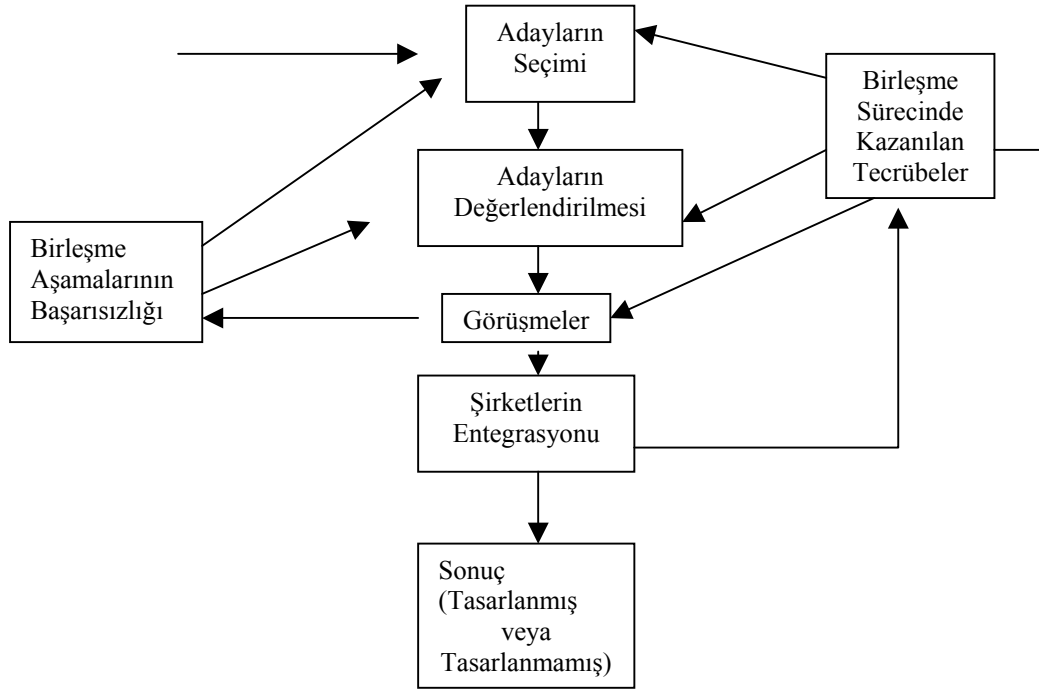 Adayların
Seçimi
Birleşme
Sürecinde
Kazanılan
Tecrübeler
Adayların
Değerlendirilmesi
Birleşme
Aşamalarının
Başarısızlığı
Görüşmeler
Şirketlerin
Entegrasyonu
Sonuç
(Tasarlanmış
veya
Tasarlanmamış)